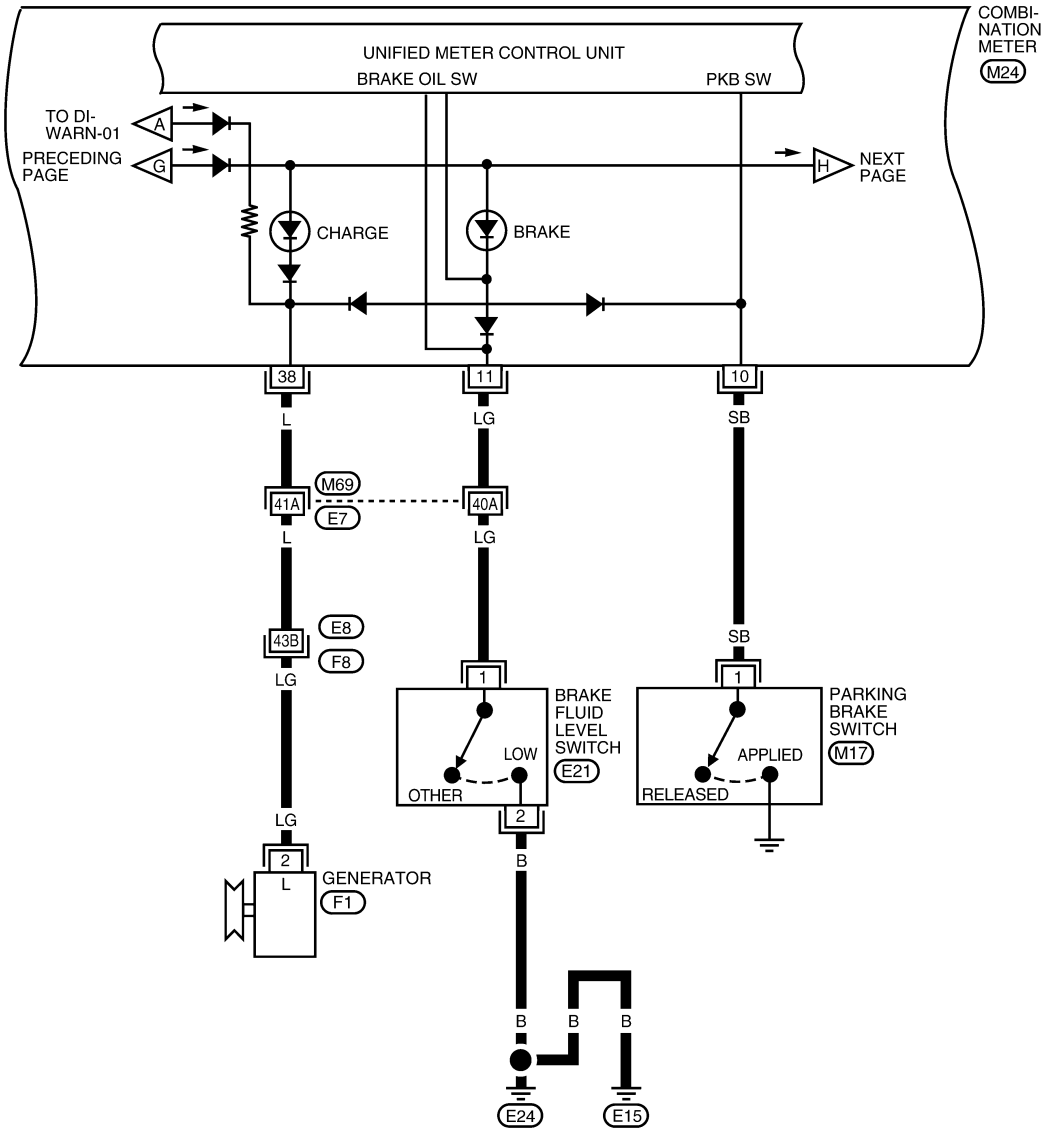 COMBI-
NATION
METER
M24
UNIFIED METER CONTROL UNIT
BRAKE OIL SW
PKB SW
TO DI-
WARN-01
A
PRECEDING
PAGE
G
H
NEXT
PAGE
CHARGE
BRAKE
38
11
10
L
LG
SB
M69
41A
40A
E7
L
LG
E8
43B
F8
SB
LG
1
1
BRAKE
FLUID
LEVEL
SWITCH
E21
LOW
OTHER
PARKING
BRAKE
SWITCH
M17
APPLIED
RELEASED
LG
2
2
B
L
GENERATOR
F1
B
B
B
E24
E15